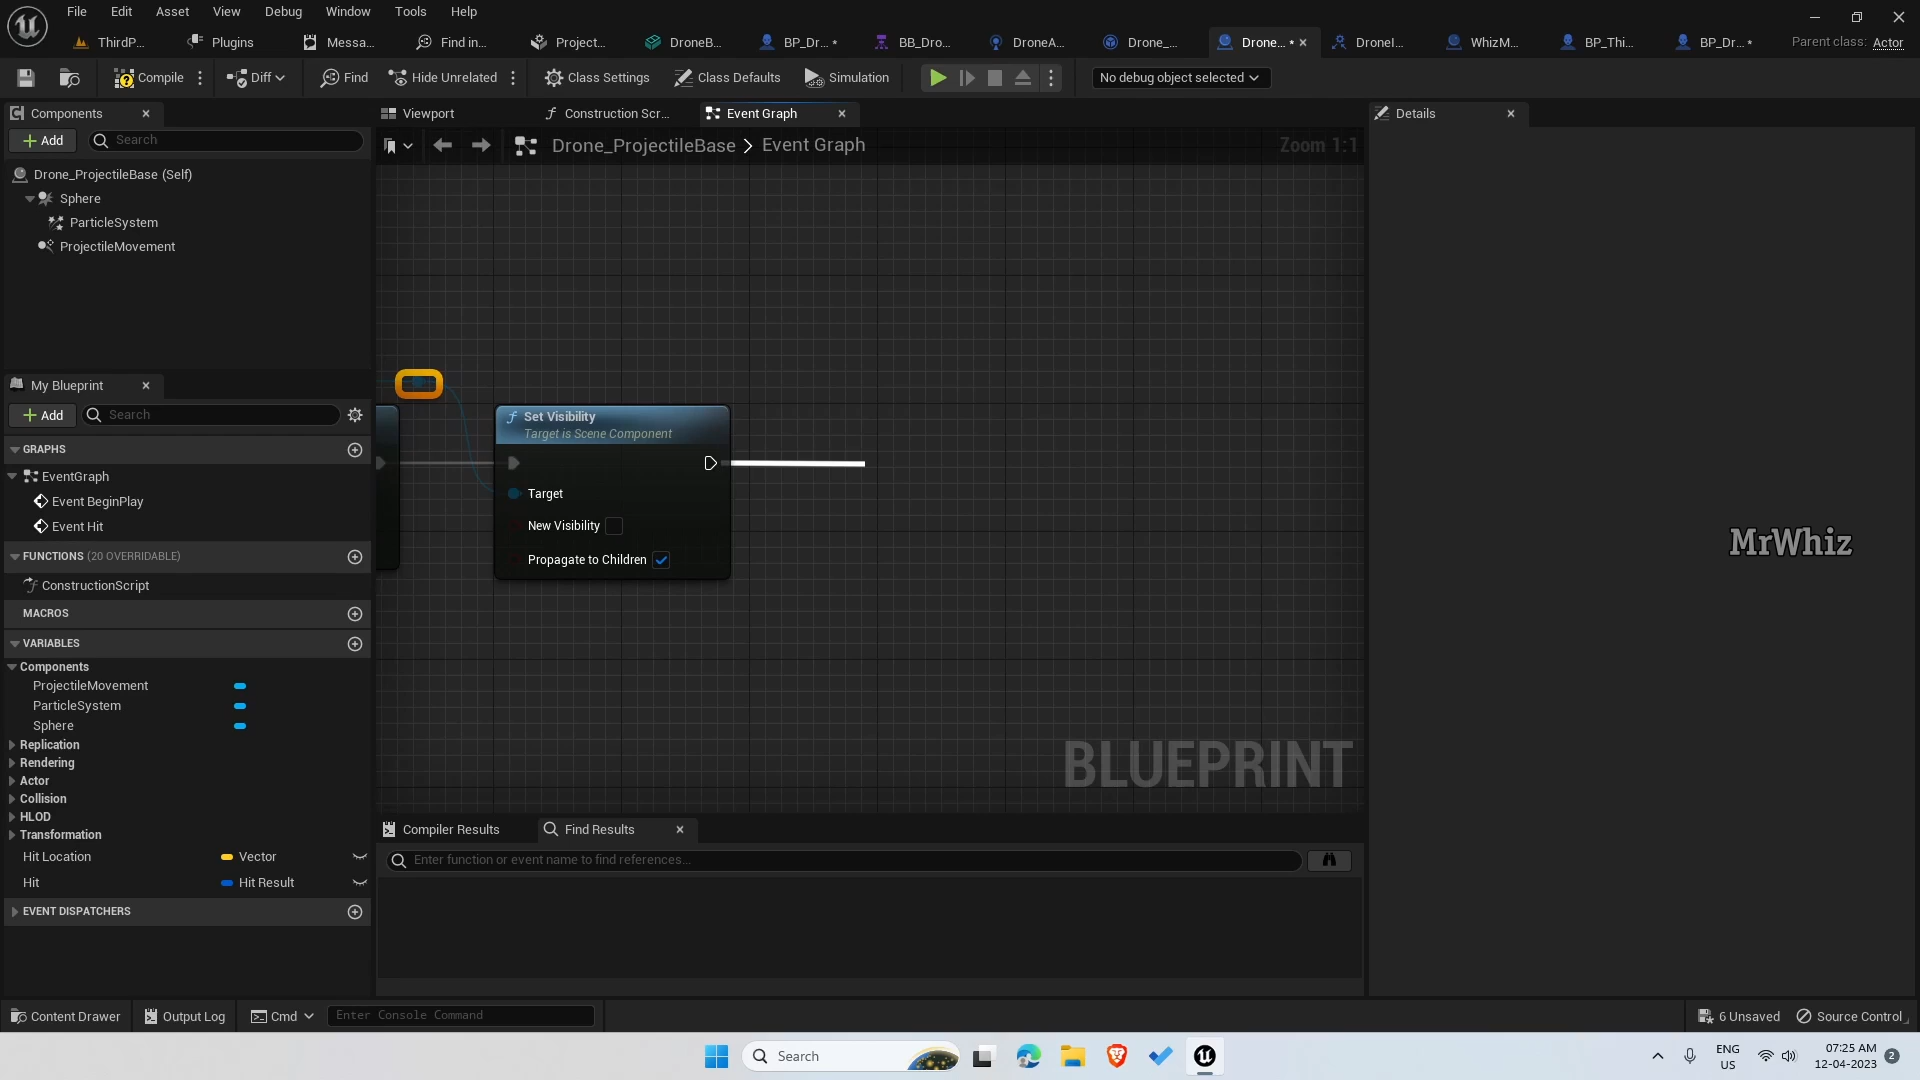 File Edit Asset View Debug Window Tools Help
ThirdP... Plugins Messa... Find in... Project... DroneB... BP_Dr... * BB_Dro... DroneA... Drone_... Drone... * DroneI... WhizM... BP_Thi... BP_Dr... * Parent class: Actor
Compile Diff Find Hide Unrelated Class Settings Class Defaults Simulation No debug object selected
Components
Add Search
Drone_ProjectileBase (Self)
Sphere
ParticleSystem
ProjectileMovement
My Blueprint
Add Search
GRAPHS
EventGraph
Event BeginPlay
Event Hit
FUNCTIONS (20 OVERRIDABLE)
ConstructionScript
MACROS
VARIABLES
Components
ProjectileMovement
ParticleSystem
Sphere
Replication
Rendering
Actor
Collision
HLOD
Transformation
Hit Location Vector
Hit Hit Result
EVENT DISPATCHERS
Viewport Construction Scr... Event Graph
Drone_ProjectileBase > Event Graph Zoom 1:1
Set Visibility
Target is Scene Component
Target
New Visibility
Propagate to Children
BLUEPRINT
Compiler Results Find Results
Enter function or event name to find references...
Details
MrWhiz
Content Drawer Output Log Cmd Enter Console Command 6 Unsaved Source Control
Search
ENG
US
07:25 AM
12-04-2023
2